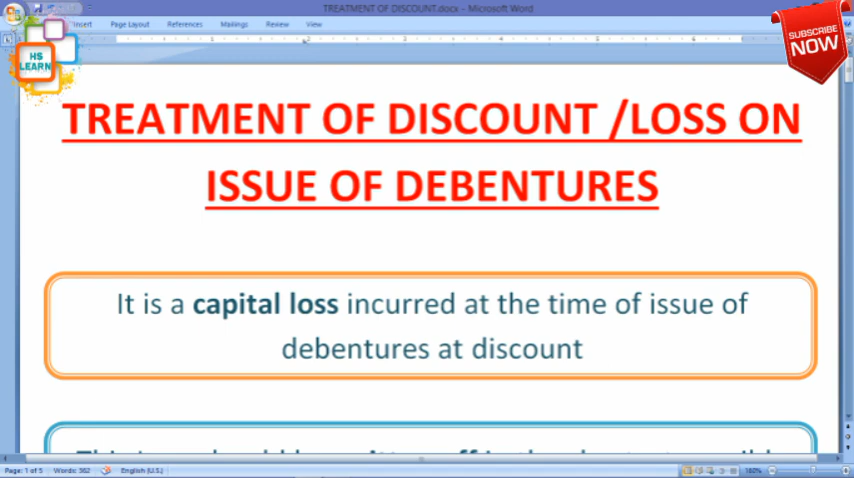 TREATMENT OF DISCOUNT.docx - Microsoft Word
Insert Page Layout References Mailings Review View
HS
LEARN
SUBSCRIBE
NOW
TREATMENT OF DISCOUNT /LOSS ON
ISSUE OF DEBENTURES
It is a capital loss incurred at the time of issue of
debentures at discount
Page: 1 of 5 Words: 362 English (U.S.) 180%